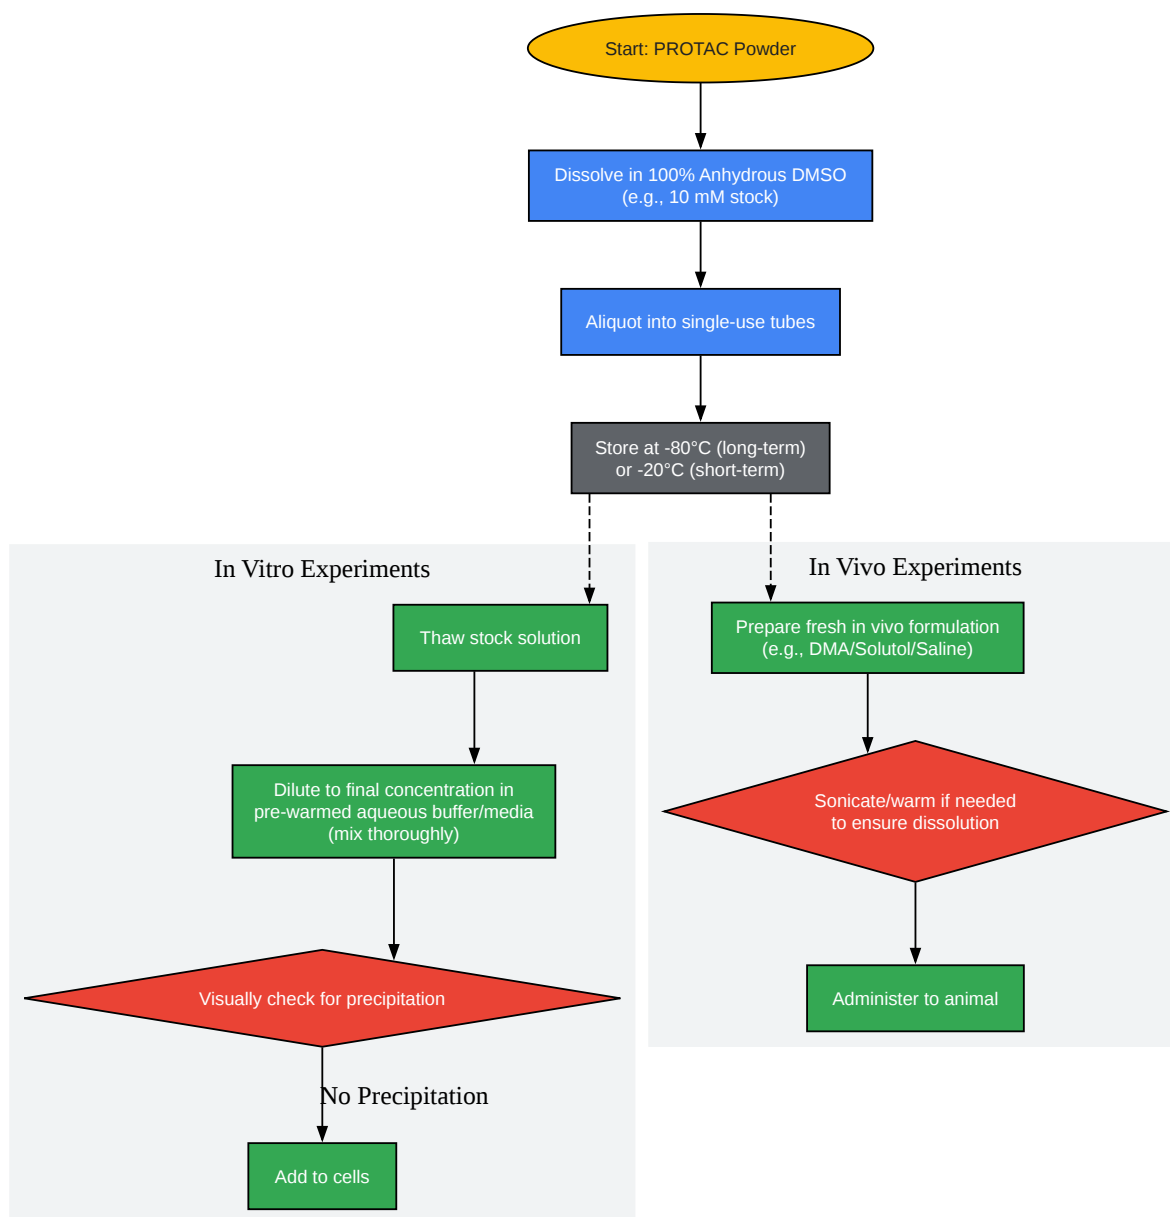 Start: PROTAC Powder
Dissolve in 100% Anhydrous DMSO
(e.g., 10 mM stock)
Aliquot into single-use tubes
Store at -80°C (long-term)
or -20°C (short-term)
In Vitro Experiments
Thaw stock solution
Dilute to final concentration in
pre-warmed aqueous buffer/media
(mix thoroughly)
Visually check for precipitation
No Precipitation
Add to cells
In Vivo Experiments
Prepare fresh in vivo formulation
(e.g., DMA/Solutol/Saline)
Sonicate/warm if needed
to ensure dissolution
Administer to animal